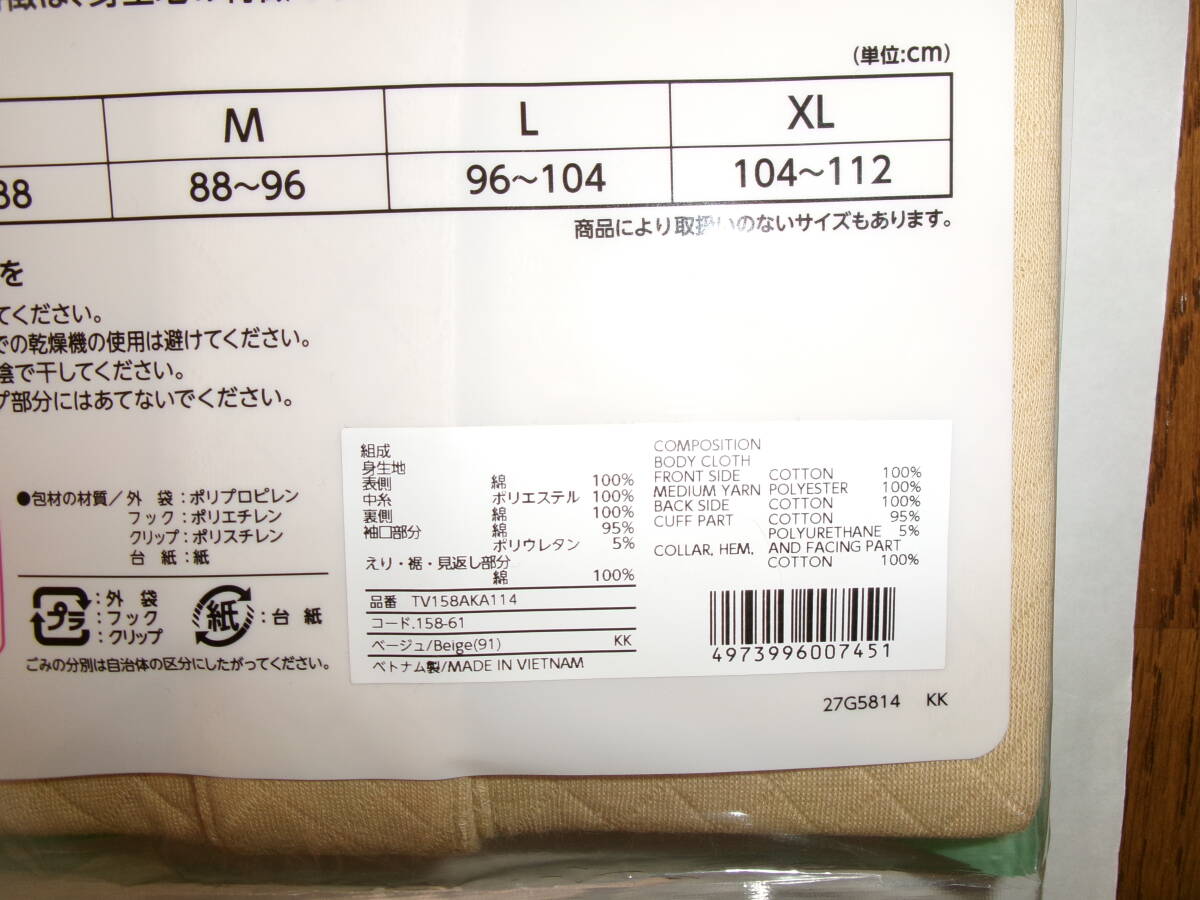 (単位:cm)
M L XL
88 88～96 96～104 104～112
商品により取扱いのないサイズもあります。
を
てください。
での乾燥機の使用は避けてください。
陰で干してください。
プ部分にはあてないでください。
●包材の材質／外 袋：ポリプロピレン
フック：ポリエチレン
クリップ：ポリスチレン
台 紙：紙
プラ ：外 袋
：フック
：クリップ
紙 ：台 紙
ごみの分別は自治体の区分にしたがってください。
組成
身生地
表側 綿 100%
中糸 ポリエステル 100%
裏側 綿 100%
袖口部分 綿 95%
ポリウレタン 5%
えり・裾・見返し部分
綿 100%
品番 TV158AKA114
コード.158-61
ベージュ/Beige(91) KK
ベトナム製/MADE IN VIETNAM
COMPOSITION
BODY CLOTH
FRONT SIDE COTTON 100%
MEDIUM YARN POLYESTER 100%
BACK SIDE COTTON 100%
CUFF PART COTTON 95%
POLYURETHANE 5%
COLLAR, HEM, AND FACING PART
COTTON 100%
4973996007451
27G5814 KK